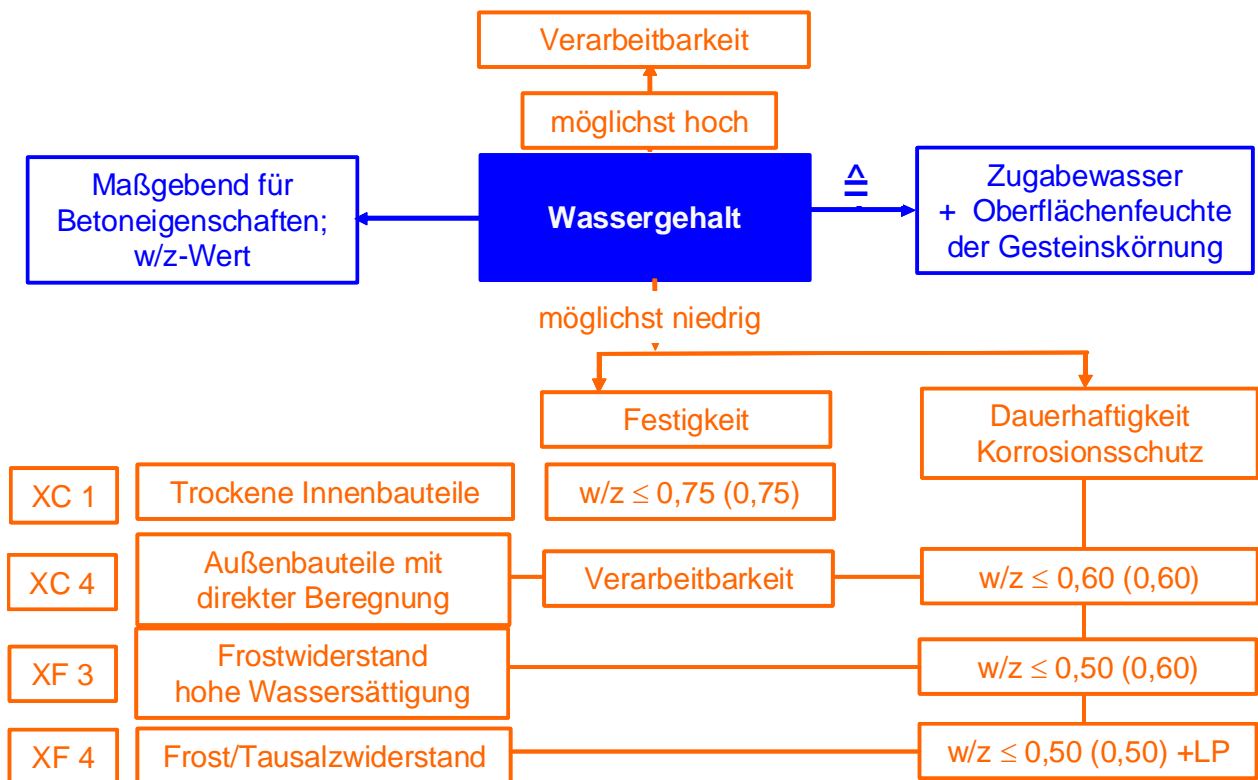 Verarbeitbarkeit
möglichst hoch
Maßgebend für
Betoneigenschaften;
w/z-Wert
Wassergehalt
≙
Zugabewasser
+ Oberflächenfeuchte
der Gesteinskörnung
möglichst niedrig
Festigkeit
Dauerhaftigkeit
Korrosionsschutz
XC 1
Trockene Innenbauteile
w/z ≤ 0,75 (0,75)
XC 4
Außenbauteile mit
direkter Beregnung
Verarbeitbarkeit
w/z ≤ 0,60 (0,60)
XF 3
Frostwiderstand
hohe Wassersättigung
w/z ≤ 0,50 (0,60)
XF 4
Frost/Tausalzwiderstand
w/z ≤ 0,50 (0,50) +LP